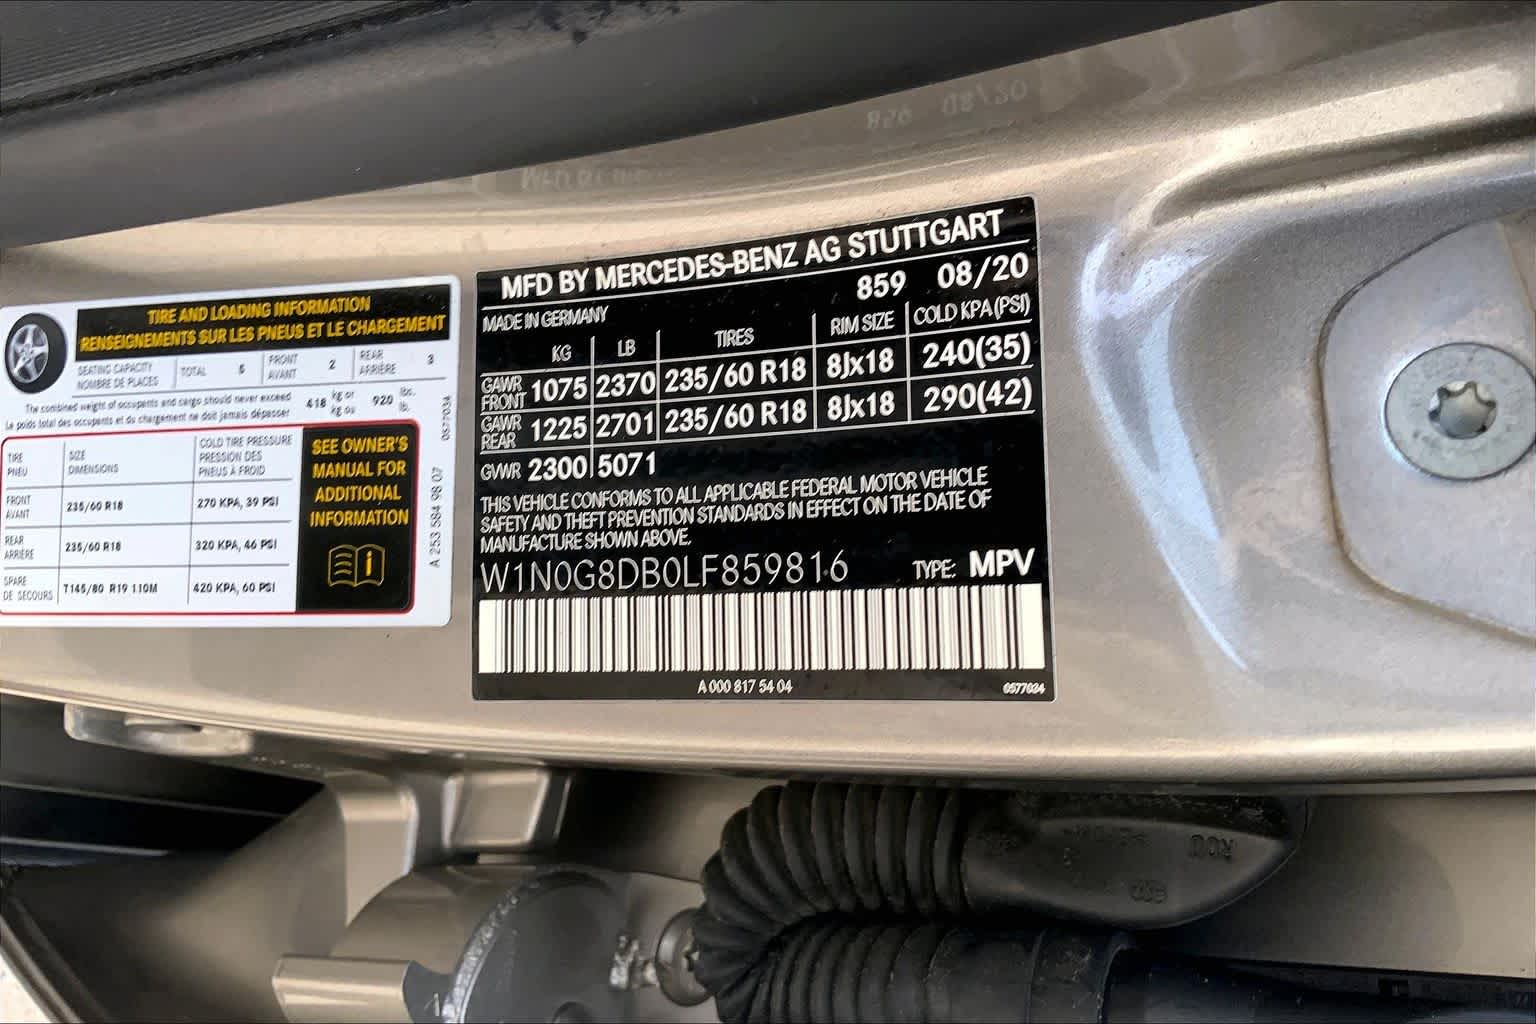 TIRE AND LOADING INFORMATION
RENSEIGNEMENTS SUR LES PNEUS ET LE CHARGEMENT
SEATING CAPACITY
NOMBRE DE PLACES
TOTAL 5
FRONT
AVANT
2
REAR
ARRIÈRE
3
The combined weight of occupants and cargo should never exceed
Le poids total des occupants et du chargement ne doit jamais dépasser
418 kg or
kg ou
920 lbs.
lb.
TIRE
PNEU
SIZE
DIMENSIONS
COLD TIRE PRESSURE
PRESSION DES
PNEUS À FROID
FRONT
AVANT
235/60 R18
270 KPA, 39 PSI
REAR
ARRIÈRE
235/60 R18
320 KPA, 46 PSI
SPARE
DE SECOURS
T145/80 R19 110M
420 KPA, 60 PSI
SEE OWNER'S
MANUAL FOR
ADDITIONAL
INFORMATION
i
0577034
A 253 584 98 07
MFD BY MERCEDES-BENZ AG STUTTGART
859 08/20
MADE IN GERMANY
KG LB TIRES RIM SIZE COLD KPA(PSI)
GAWR
FRONT
1075 2370 235/60 R18 8Jx18 240(35)
GAWR
REAR
1225 2701 235/60 R18 8Jx18 290(42)
GVWR 2300 5071
THIS VEHICLE CONFORMS TO ALL APPLICABLE FEDERAL MOTOR VEHICLE
SAFETY AND THEFT PREVENTION STANDARDS IN EFFECT ON THE DATE OF
MANUFACTURE SHOWN ABOVE.
W1N0G8DB0LF859816 TYPE: MPV
A 000 817 54 04
0577034